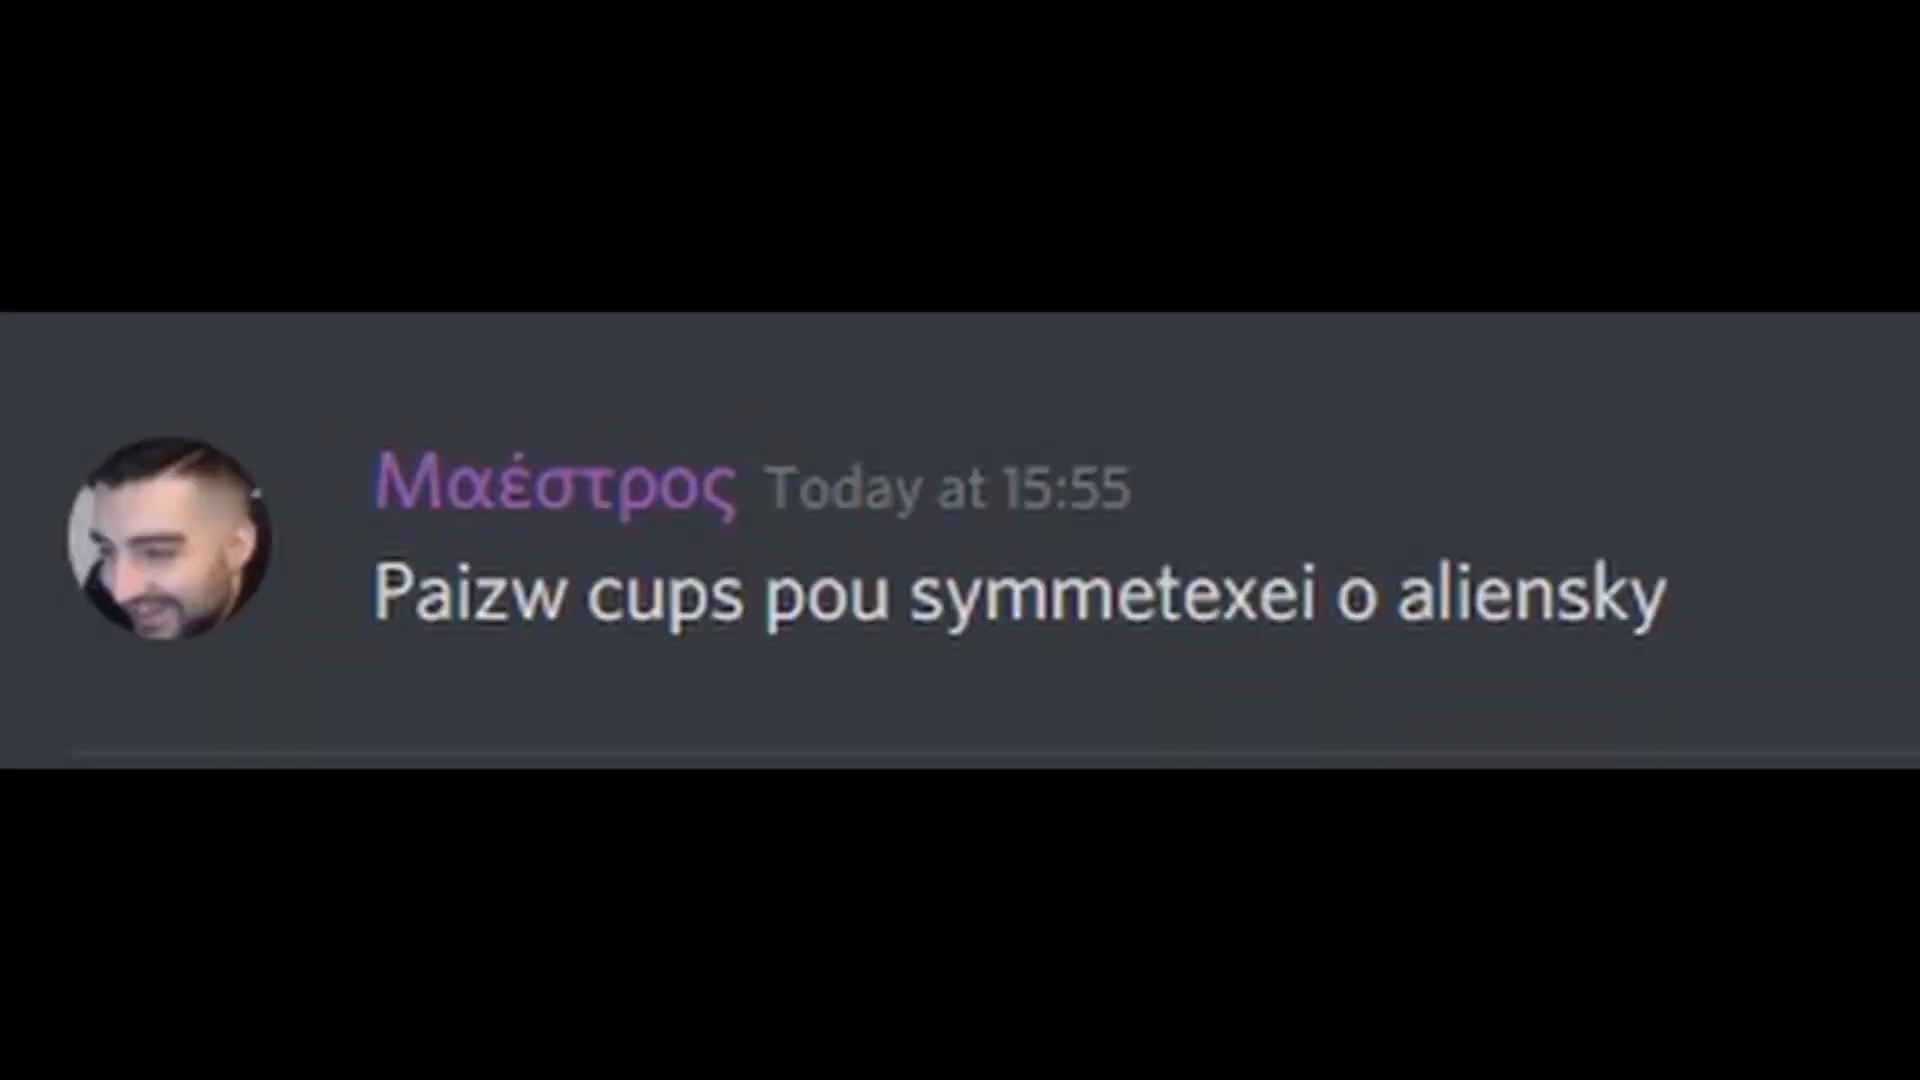 Μαέστρος Today at 15:55
Paizw cups pou symmetexei o aliensky